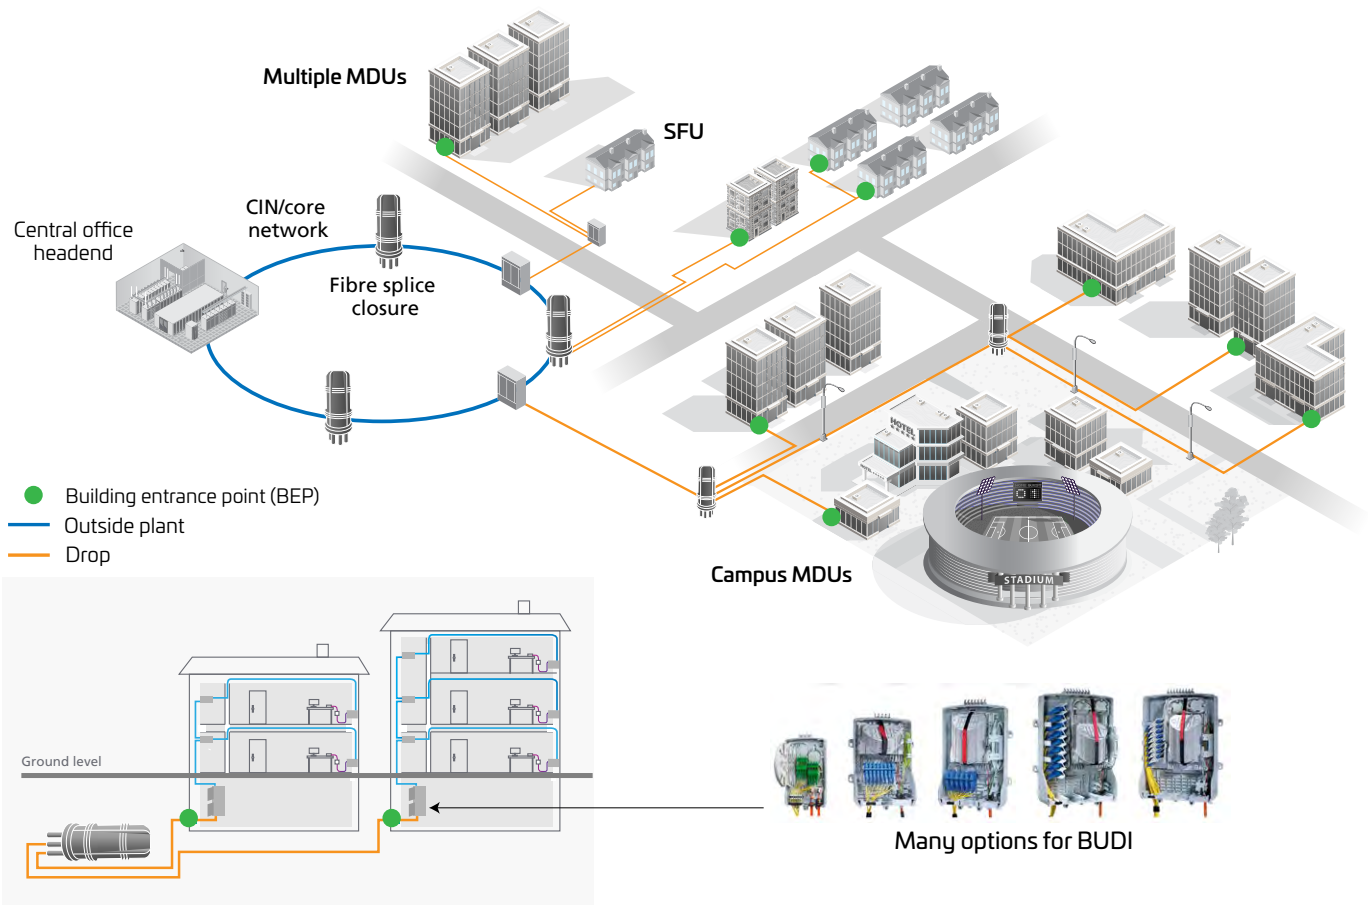 Multiple MDUs
SFU
CIN/core
network
Central office
headend
Fibre splice
closure
HOTEL
HOTEL
Building entrance point (BEP)
Outside plant
Drop
Campus MDUs
STADIUM
Ground level
Many options for BUDI